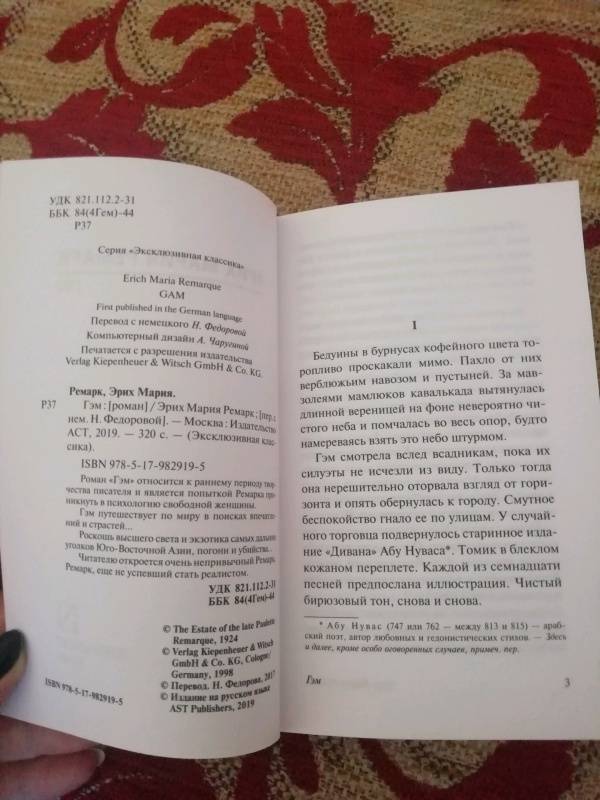 УДК 821.112.2-31
ББК 84(4Гем)-44
Р37
Серия «Эксклюзивная классика»
Erich Maria Remarque
GAM
First published in the German language
Перевод с немецкого Н. Федоровой
Компьютерный дизайн А. Чаругиной
Печатается с разрешения издательства
Verlag Kiepenheuer & Witsch GmbH & Co. KG.
Ремарк, Эрих Мария.
Р37 Гэм : [роман] / Эрих Мария Ремарк ; [пер. с
нем. Н. Федоровой]. — Москва : Издательство
АСТ, 2019. — 320 с. — (Эксклюзивная клас-
сика).
ISBN 978-5-17-982919-5
Роман «Гэм» относится к раннему периоду твор-
чества писателя и является попыткой Ремарка про-
никнуть в психологию свободной женщины.
Гэм путешествует по миру в поисках впечатле-
ний и страстей...
Роскошь высшего света и экзотика самых дальних
уголков Юго-Восточной Азии, погони и убийства...
Читателю откроется очень непривычный Ремарк,
Ремарк, еще не успевший стать реалистом.
УДК 821.112.2-31
ББК 84(4Гем)-44
© The Estate of the late Paulette
Remarque, 1924
© Verlag Kiepenheuer & Witsch
GmbH & Co. KG, Cologne/
Germany, 1998
© Перевод. Н. Федорова, 2017
© Издание на русском языке
AST Publishers, 2019
ISBN 978-5-17-982919-5
I
Бедуины в бурнусах кофейного цвета то-
ропливо проскакали мимо. Пахло от них
верблюжьим навозом и пустыней. За мав-
золеями мамлюков кавалькада вытянулась
длинной вереницей на фоне невероятно чи-
стого неба и помчалась во весь опор, будто
намереваясь взять это небо штурмом.
Гэм смотрела вслед всадникам, пока их
силуэты не исчезли из виду. Только тогда
она нерешительно оторвала взгляд от гори-
зонта и опять обернулась к городу. Смутное
беспокойство гнало ее по улицам. У случай-
ного торговца подвернулось старинное изда-
ние «Дивана» Абу Нуваса*. Томик в блеклом
кожаном переплете. Каждой из семнадцати
песней предпослана иллюстрация. Чистый
бирюзовый тон, снова и снова.
* Абу Нувас (747 или 762 — между 813 и 815) — араб-
ский поэт, автор любовных и гедонистических стихов. — Здесь
и далее, кроме особо оговоренных случаев, примеч. пер.
Гэм
3